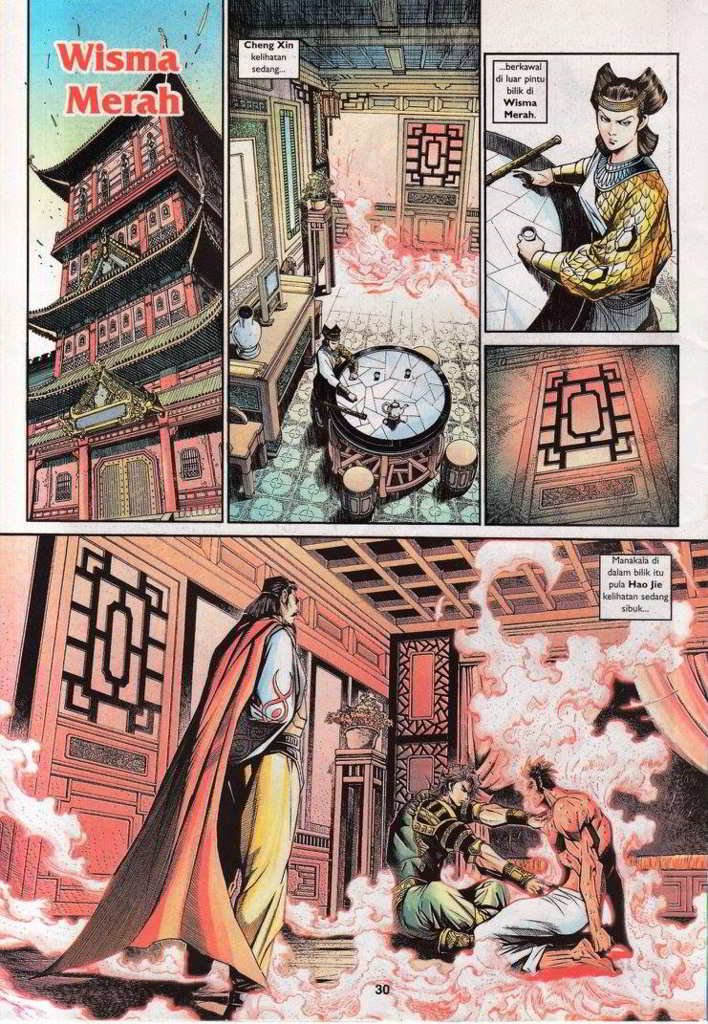 Wisma
Merah
Cheng Xin
kelihatan
sedang...
...berkawal
di luar pintu
bilik di
Wisma
Merah.
Manakala di
dalam bilik itu
pula Hao Jie
kelihatan sedang
sibuk...
30